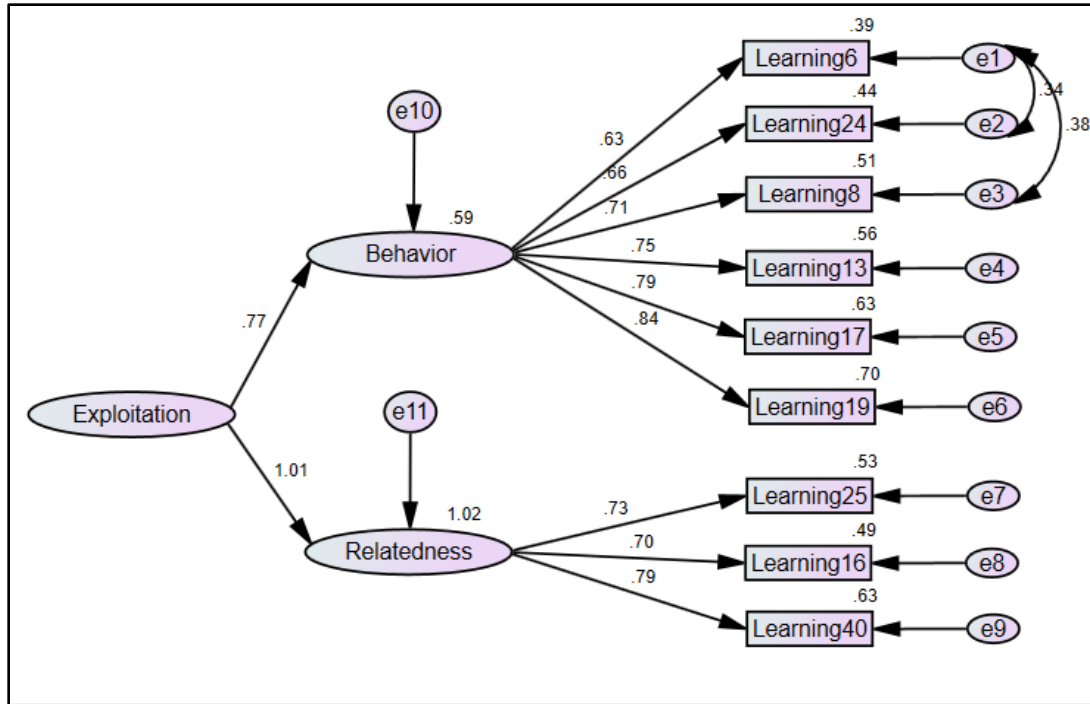 .39
Learning6
e1
.34
.38
.44
Learning24
e2
.51
Learning8
e3
.56
Learning13
e4
.63
Learning17
e5
.70
Learning19
e6
e10
.59
Behavior
.63
.66
.71
.75
.79
.84
.77
Exploitation
1.01
e11
1.02
Relatedness
.73
.70
.79
.53
Learning25
e7
.49
Learning16
e8
.63
Learning40
e9